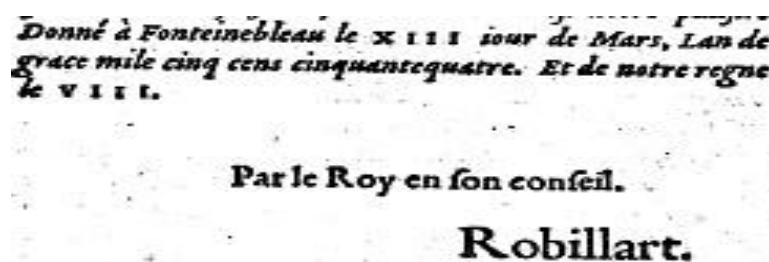 Donné à Fonteinebleau le XIII iour de Mars, Lan de
grace mile cinq cens cinquantequatre. Et de notre regne
le VIII.
Par le Roy en ſon conſeil.
Robillart.